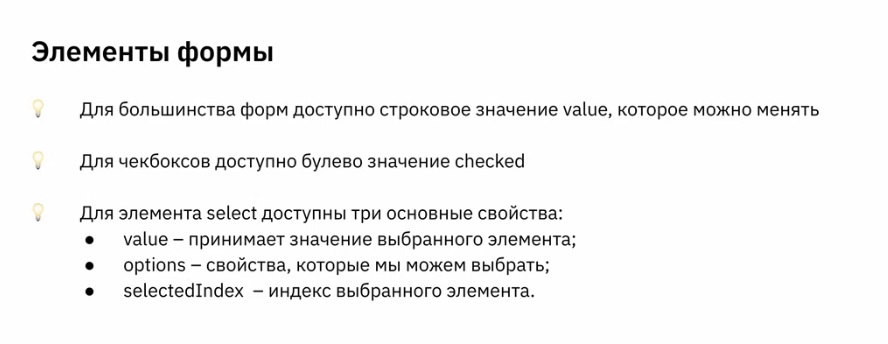 Элементы формы
Для большинства форм доступно строковое значение value, которое можно менять
Для чекбоксов доступно булево значение checked
Для элемента select доступны три основные свойства:
● value – принимает значение выбранного элемента;
● options – свойства, которые мы можем выбрать;
● selectedIndex – индекс выбранного элемента.